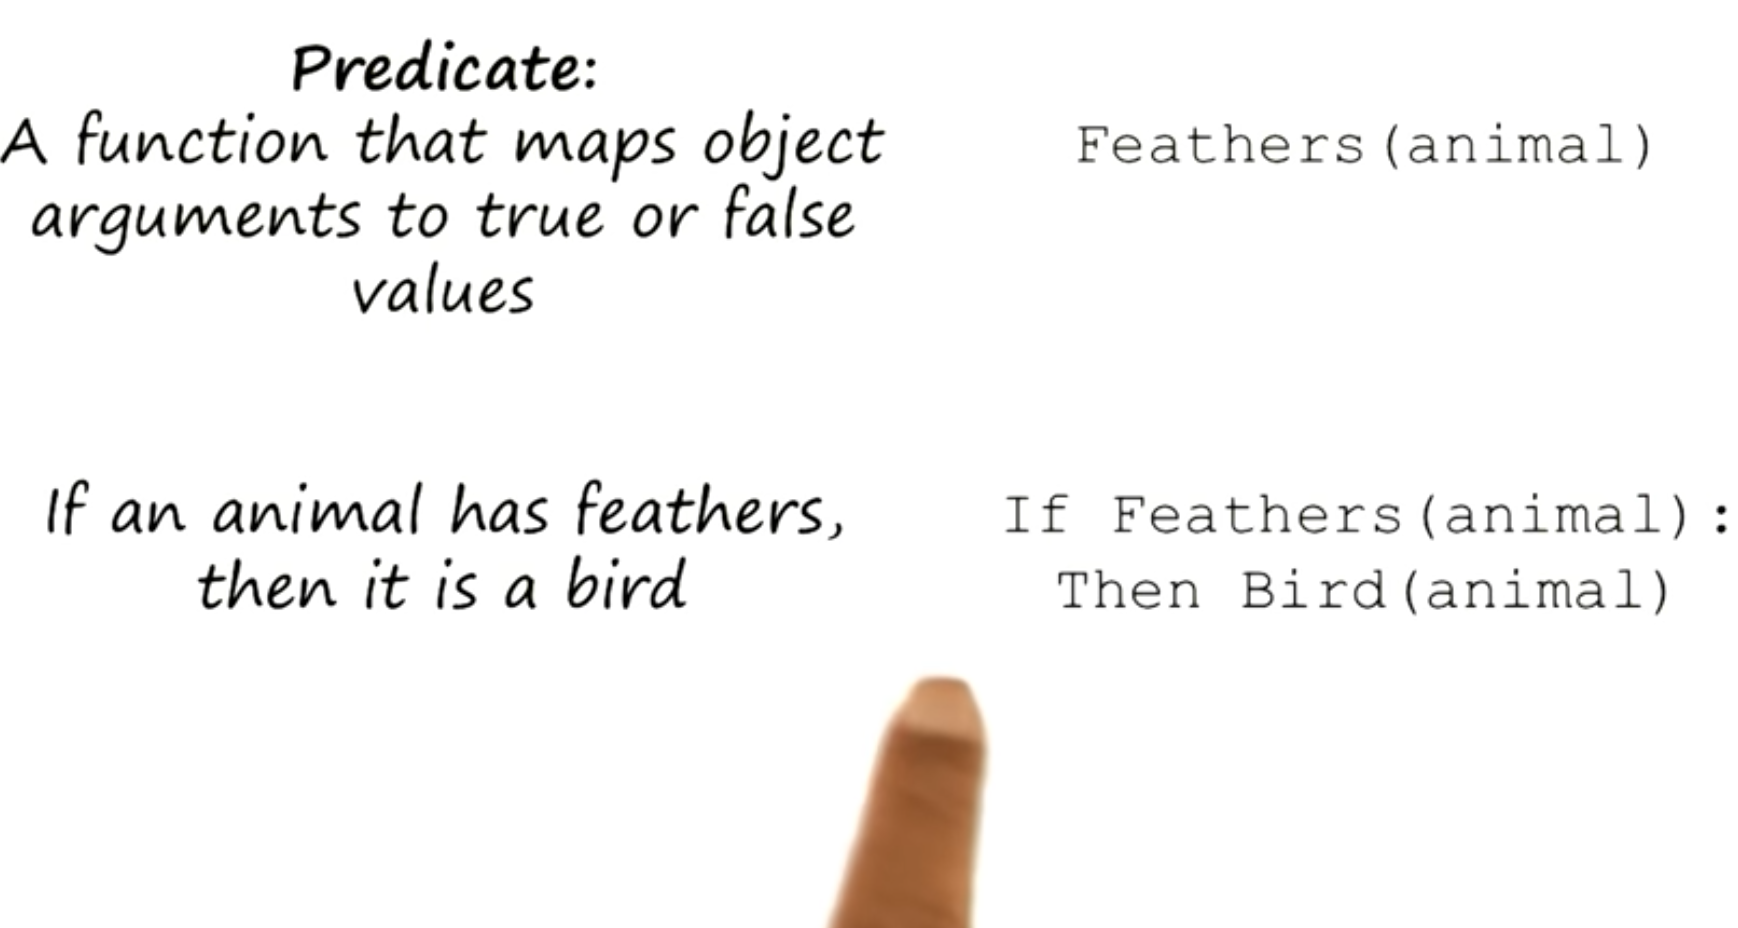 Predicate:
A function that maps object
arguments to true or false
values
Feathers(animal)
If an animal has feathers,
then it is a bird
If Feathers(animal):
Then Bird(animal)